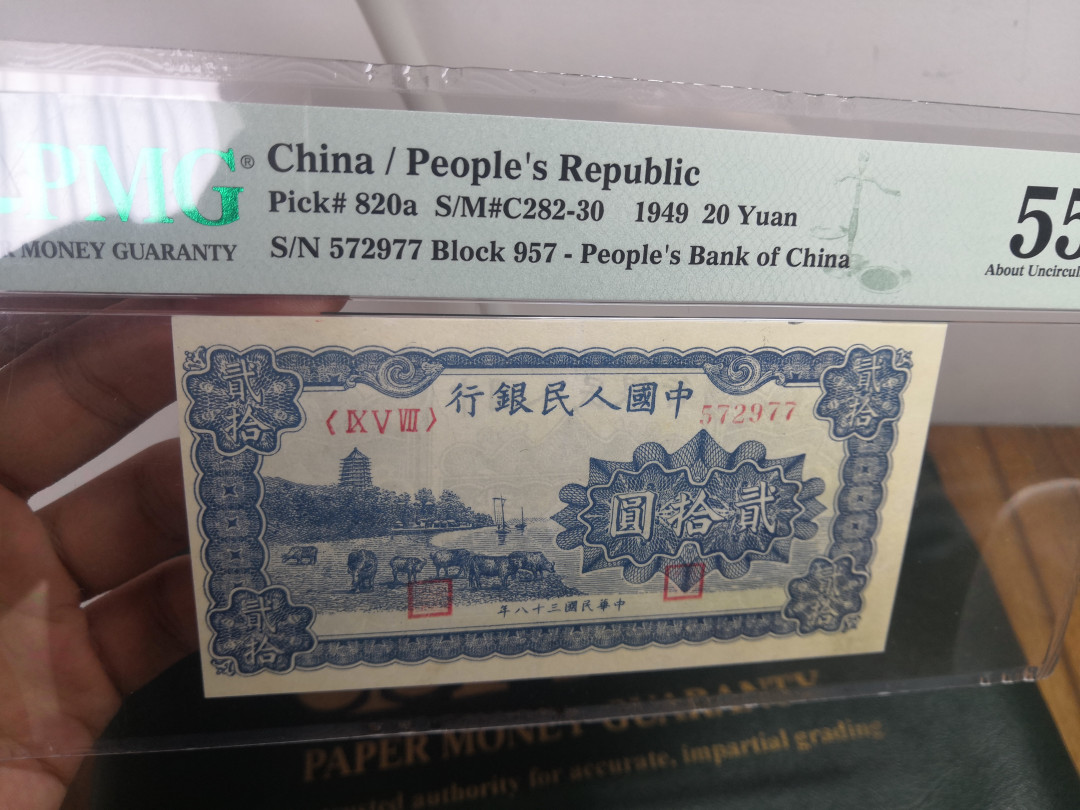 PMG®
MONEY GUARANTY
China / People's Republic
Pick# 820a S/M#C282-30 1949 20 Yuan
S/N 572977 Block 957 - People's Bank of China
55
About Uncircul
貳拾
貳拾
行銀民人國中
〈ⅨⅤⅧ〉
572977
圓拾貳
貳拾
貳拾
年八十三國民華中
PAPER MONEY GUARANTY
authority for accurate, impartial grading